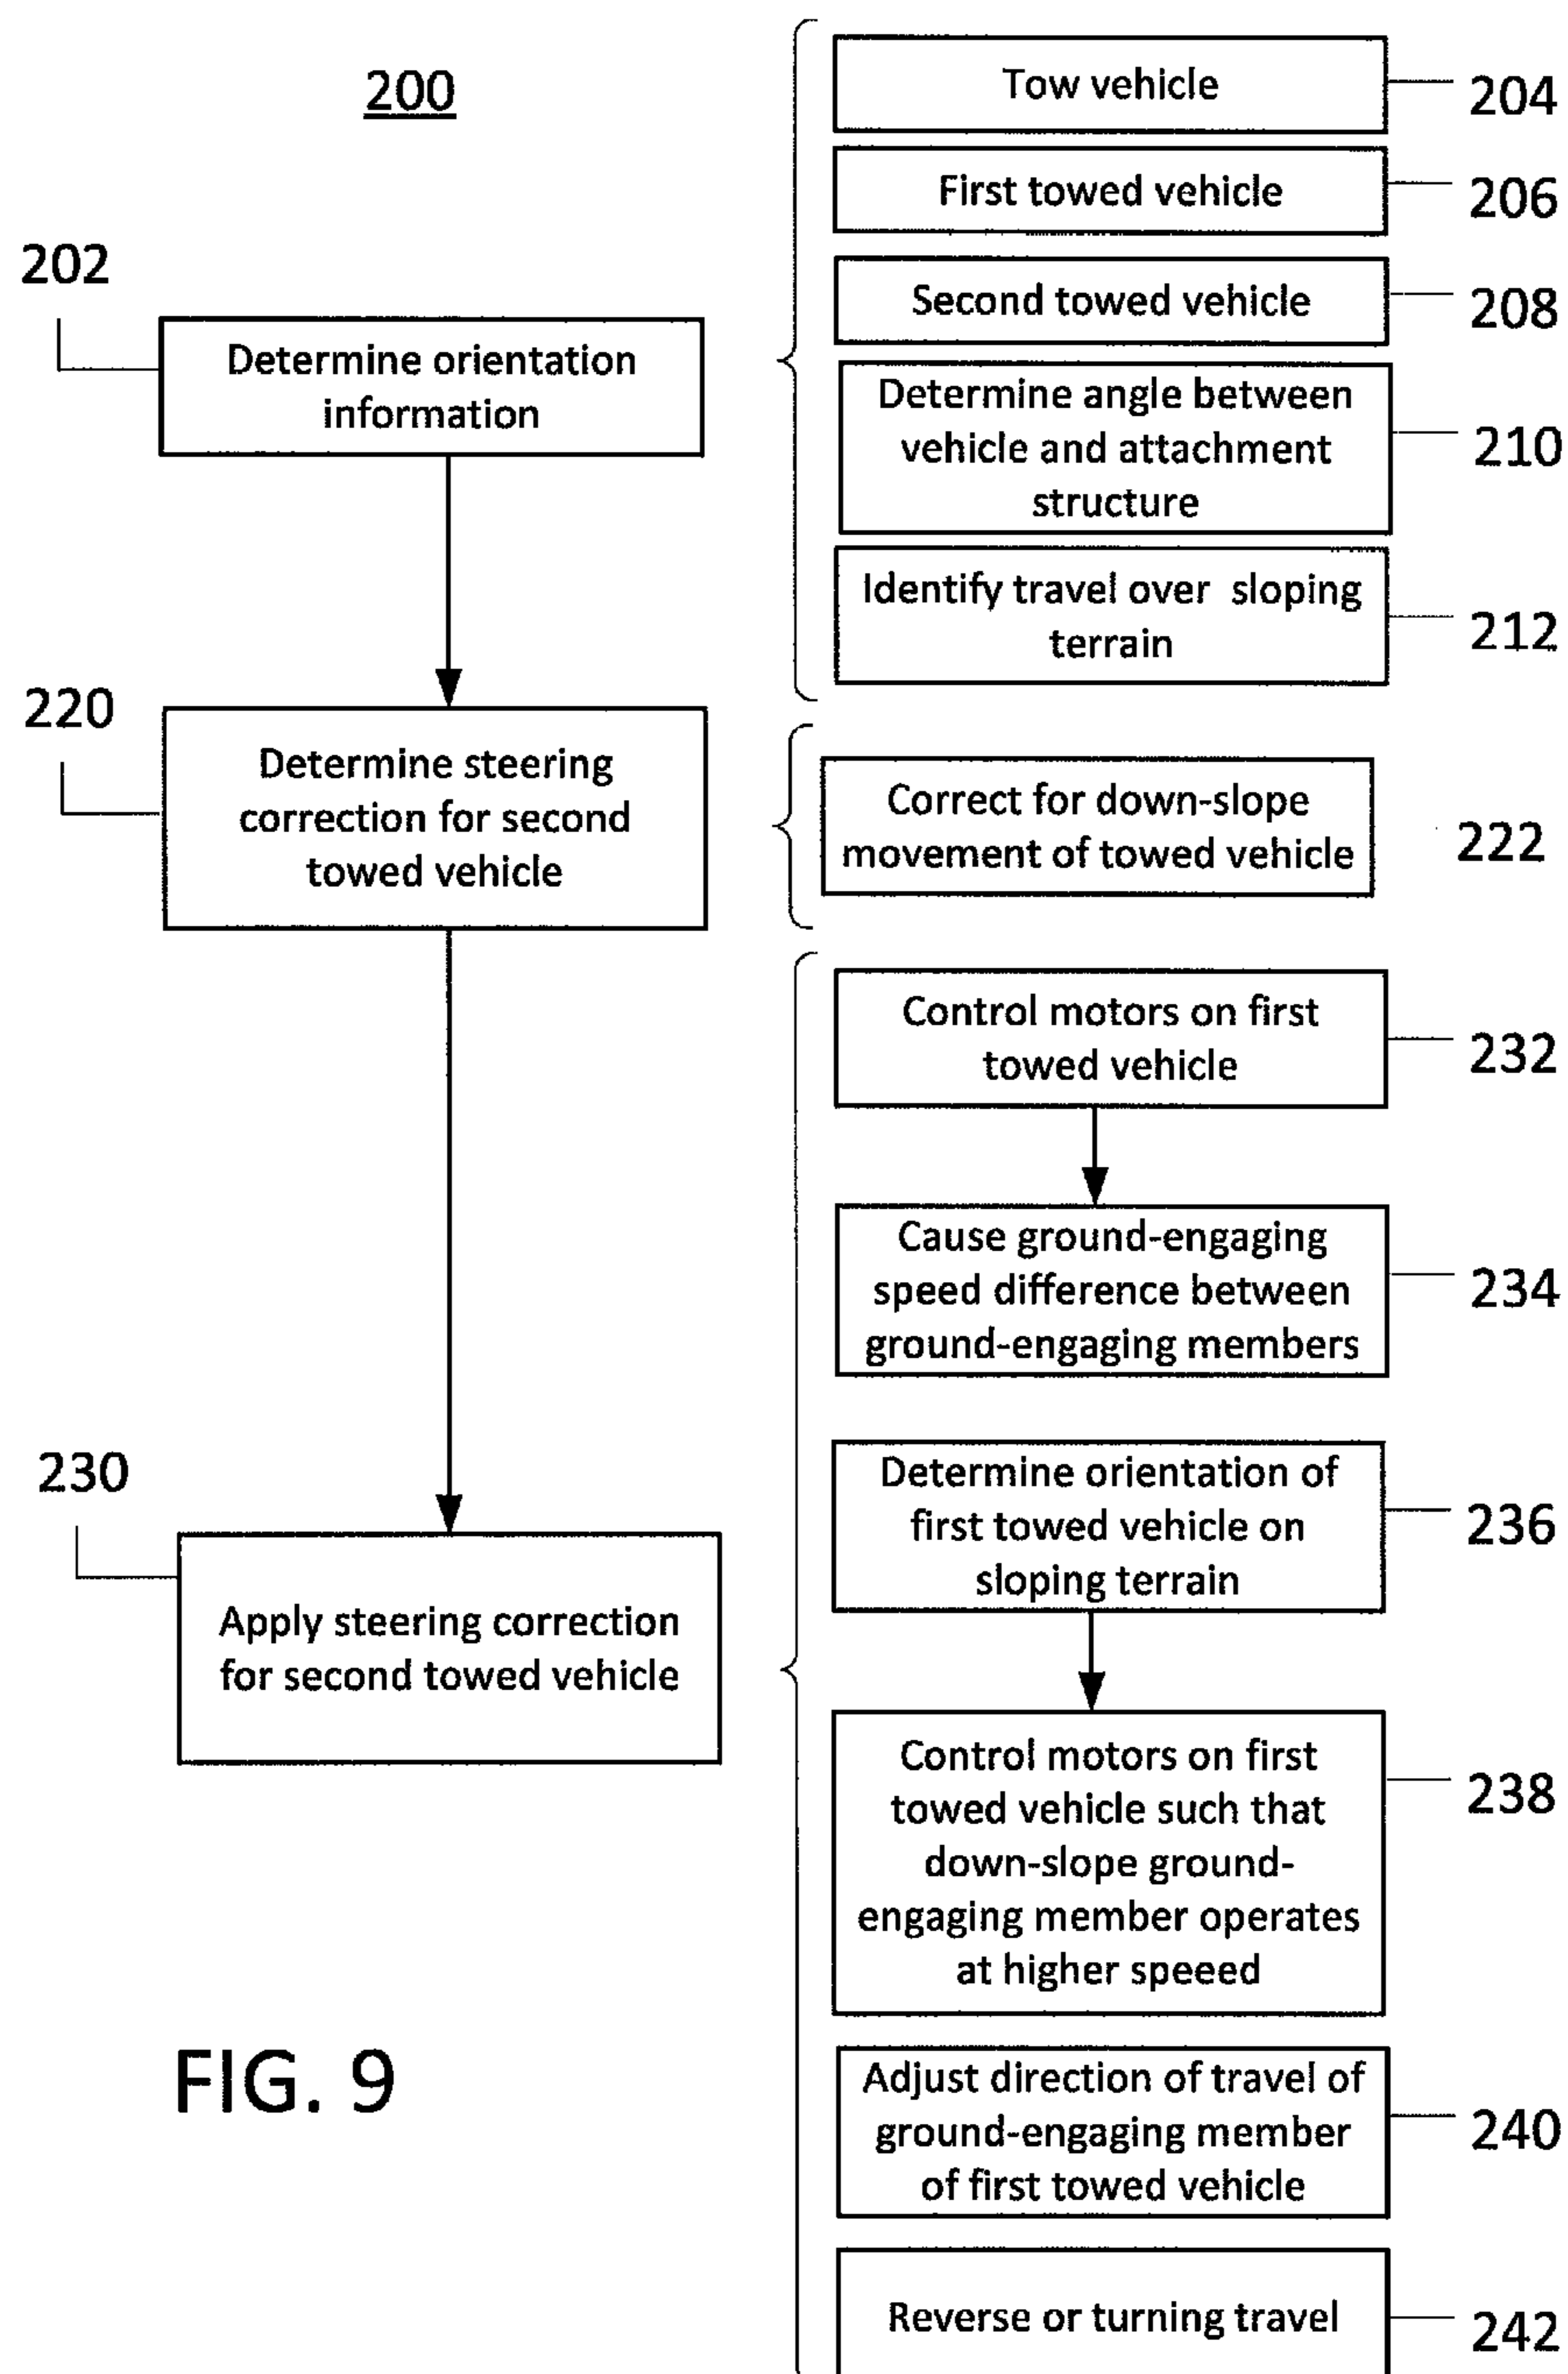 200
Tow vehicle
204
First towed vehicle
206
202
Second towed vehicle
208
Determine orientation
information
Determine angle between
vehicle and attachment
structure
210
Identify travel over sloping
terrain
212
220
Determine steering
correction for second
towed vehicle
Correct for down-slope
movement of towed vehicle
222
Control motors on first
towed vehicle
232
Cause ground-engaging
speed difference between
ground-engaging members
234
230
Apply steering correction
for second towed vehicle
Determine orientation of
first towed vehicle on
sloping terrain
236
Control motors on first
towed vehicle such that
down-slope ground-
engaging member operates
at higher speeed
238
FIG. 9
Adjust direction of travel of
ground-engaging member
of first towed vehicle
240
Reverse or turning travel
242